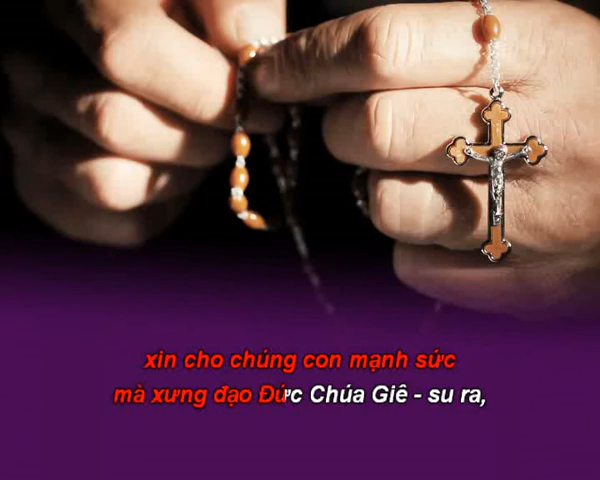 xin cho chúng con mạnh sức
mà xưng đạo Đức Chúa Giê - su ra,